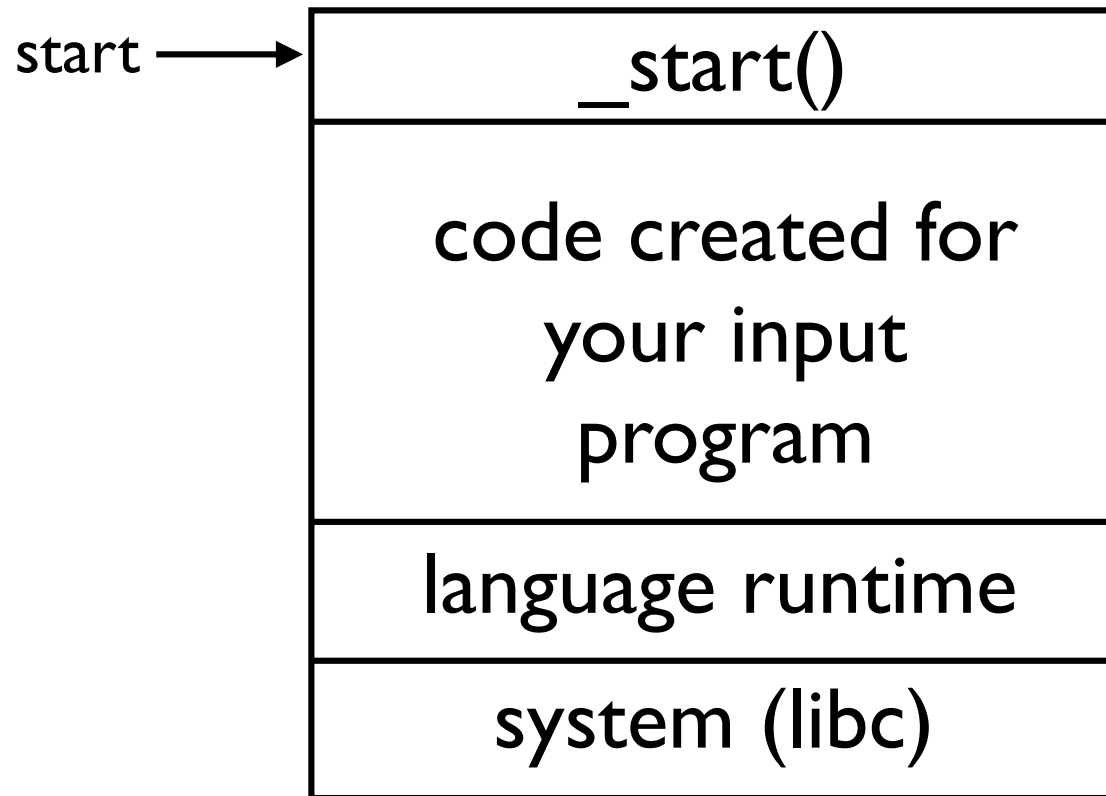 start
_start()
code created for
your input
program
language runtime
system (libc)